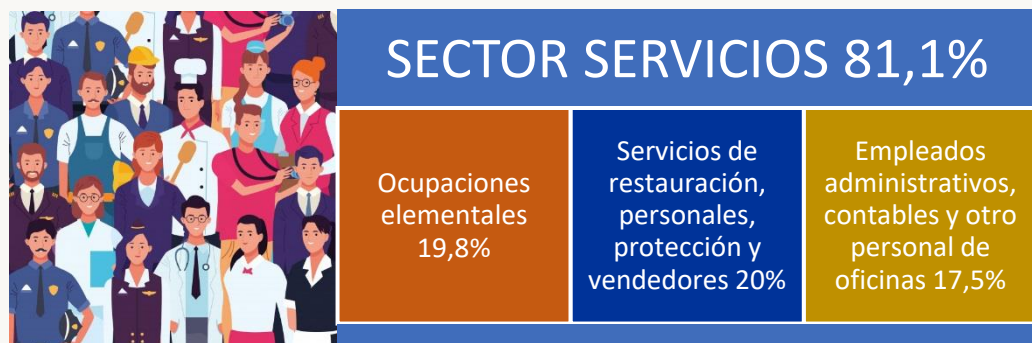 SECTOR SERVICIOS 81,1%
Ocupaciones
elementales
19,8%
Servicios de
restauración,
personales,
protección y
vendedores 20%
Empleados
administrativos,
contables y otro
personal de
oficinas 17,5%